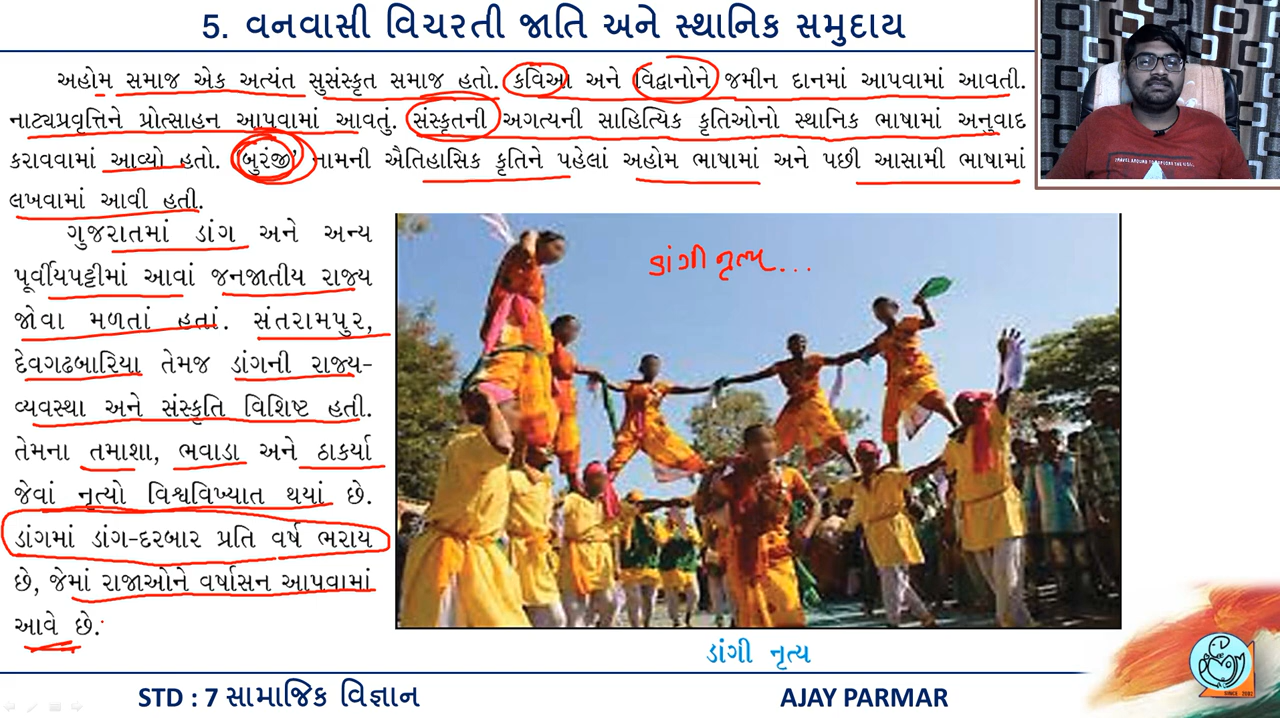 5. વનવાસી વિચરતી જાતિ અને સ્થાનિક સમુદાય
અહોમ સમાજ એક અત્યંત સુસંસ્કૃત સમાજ હતો. કવિઓ અને વિદ્વાનોને જમીન દાનમાં આપવામાં આવતી.
નાટ્યપ્રવૃત્તિને પ્રોત્સાહન આપવામાં આવતું. સંસ્કૃતની અગત્યની સાહિત્યિક કૃતિઓનો સ્થાનિક ભાષામાં અનુવાદ
કરાવવામાં આવ્યો હતો. 'બુરંજી' નામની ઐતિહાસિક કૃતિને પહેલાં અહોમ ભાષામાં અને પછી આસામી ભાષામાં
લખવામાં આવી હતી.
ગુજરાતમાં ડાંગ અને અન્ય
પૂર્વીયપટ્ટીમાં આવાં જનજાતીય રાજ્ય
જોવા મળતાં હતાં. સંતરામપુર,
દેવગઢબારિયા તેમજ ડાંગની રાજ્ય-
વ્યવસ્થા અને સંસ્કૃતિ વિશિષ્ટ હતી.
તેમના તમાશા, ભવાડા અને ઠાકર્યા
જેવાં નૃત્યો વિશ્વવિખ્યાત થયાં છે.
ડાંગમાં ડાંગ-દરબાર પ્રતિ વર્ષ ભરાય
છે, જેમાં રાજાઓને વર્ષાસન આપવામાં
આવે છે.
ડાંગી નૃત્ય...
ડાંગી નૃત્ય
STD : 7 સામાજિક વિજ્ઞાન
AJAY PARMAR
SINCE 2001